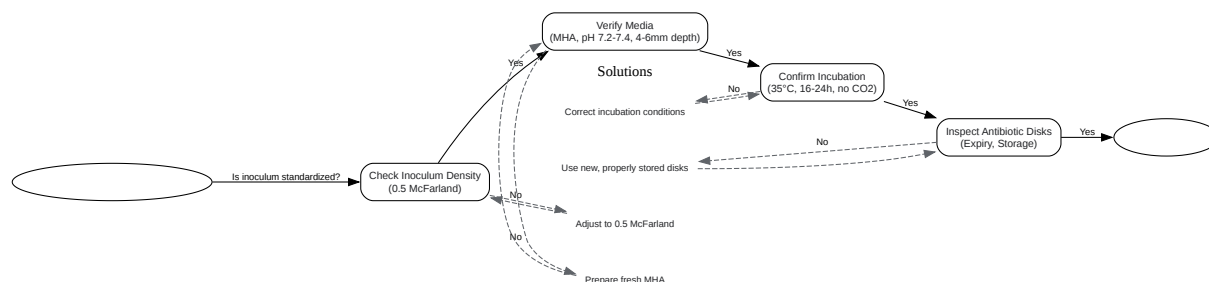 Verify Media
(MHA, pH 7.2-7.4, 4-6mm depth)
Yes
Yes
Solutions
Confirm Incubation
(35°C, 16-24h, no CO2)
No
Correct incubation conditions
Yes
Inspect Antibiotic Disks
(Expiry, Storage)
Yes
No
Use new, properly stored disks
Is inoculum standardized?
Check Inoculum Density
(0.5 McFarland)
No
Adjust to 0.5 McFarland
No
Prepare fresh MHA